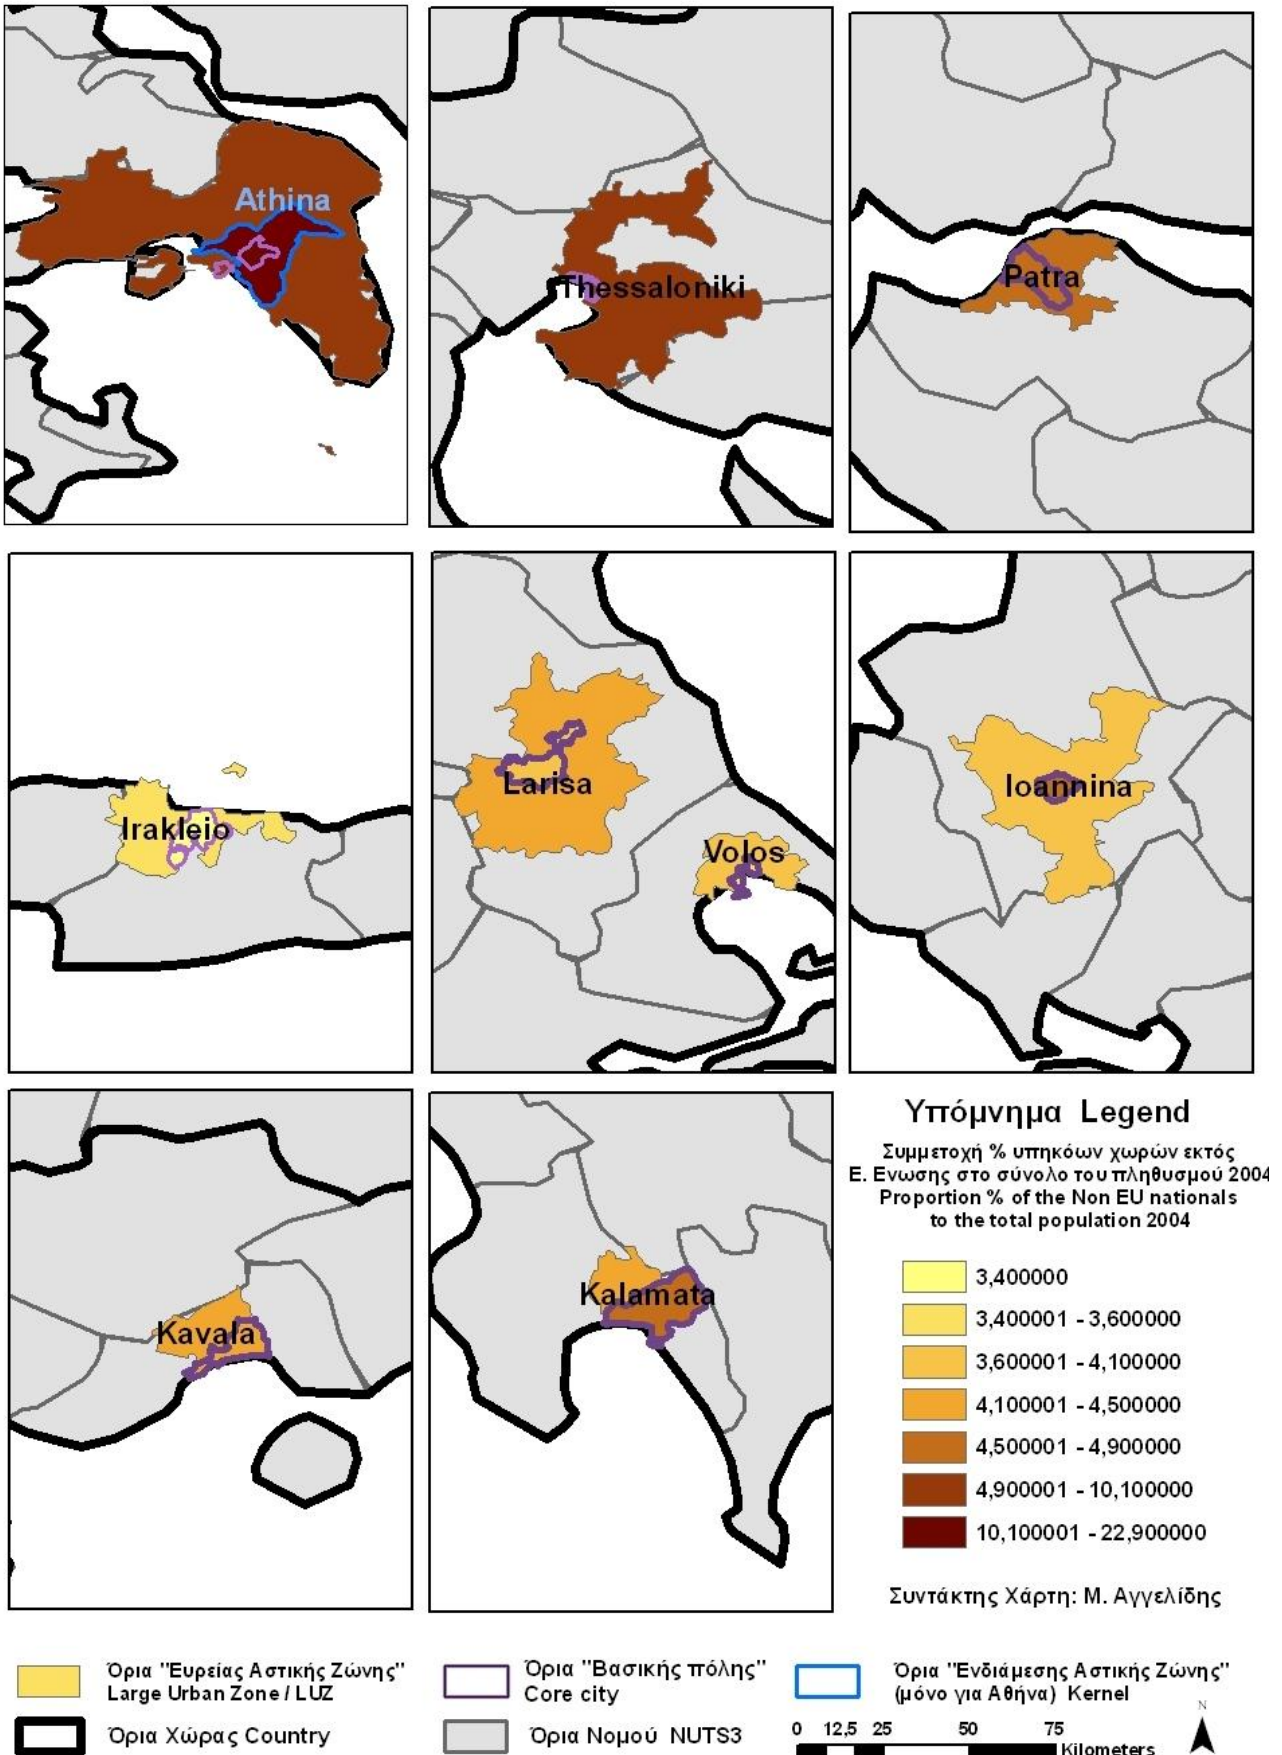 Athina
Thessaloniki
Patra
Irakleio
Larisa
Volos
Ioannina
Kavala
Kalamata
Υπόμνημα Legend
Συμμετοχή % υπηκόων χωρών εκτός
Ε. Ενωσης στο σύνολο του πληθυσμού 2004
Proportion % of the Non EU nationals
to the total population 2004
3,400000
3,400001 - 3,600000
3,600001 - 4,100000
4,100001 - 4,500000
4,500001 - 4,900000
4,900001 - 10,100000
10,100001 - 22,900000
Συντάκτης Χάρτη: Μ. Αγγελίδης
Όρια "Ευρείας Αστικής Ζώνης"
Large Urban Zone / LUZ
Όρια "Βασικής πόλης"
Core city
Όρια "Ενδιάμεσης Αστικής Ζώνης"
(μόνο για Αθήνα) Kernel
Όρια Χώρας Country
Όρια Νομού NUTS3
0 12,5 25 50 75
Kilometers
N